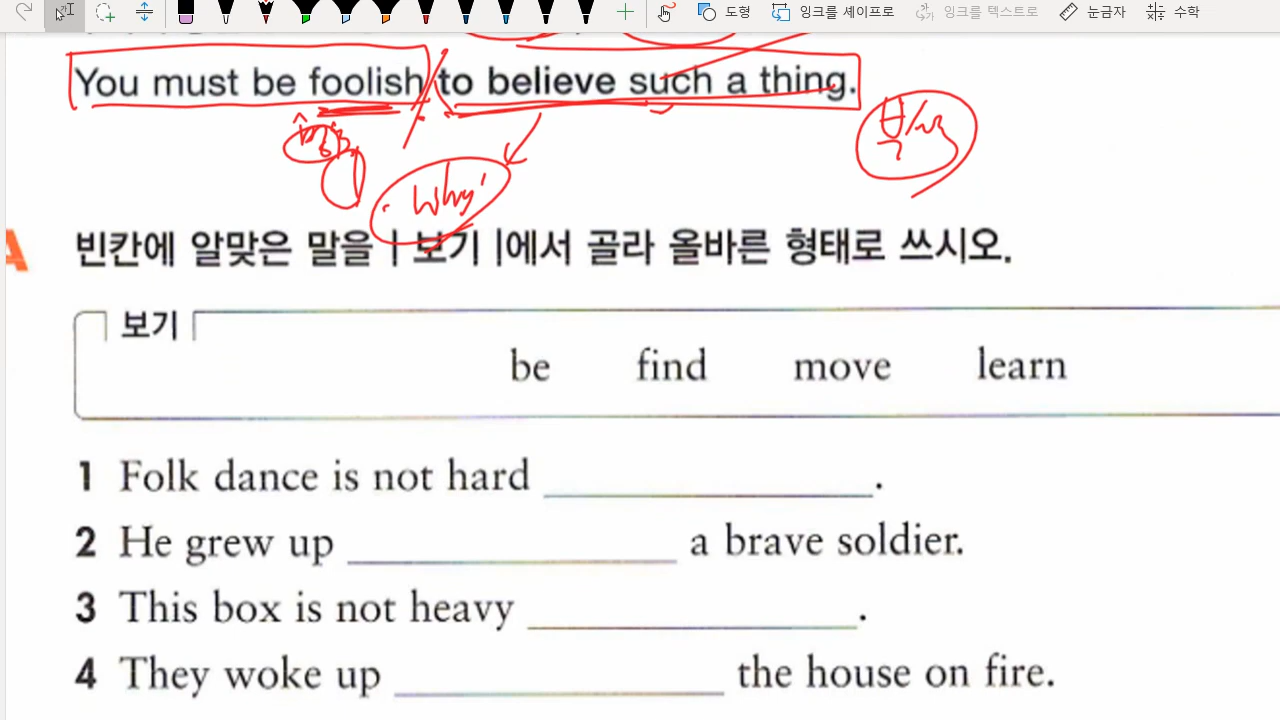 도형 잉크를 셰이프로 잉크를 텍스트로 눈금자 수학
You must be foolish to believe such a thing.
Why
A 빈칸에 알맞은 말을 | 보기 |에서 골라 올바른 형태로 쓰시오.
보기
be find move learn
1 Folk dance is not hard ____________.
2 He grew up ____________ a brave soldier.
3 This box is not heavy ____________.
4 They woke up ____________ the house on fire.